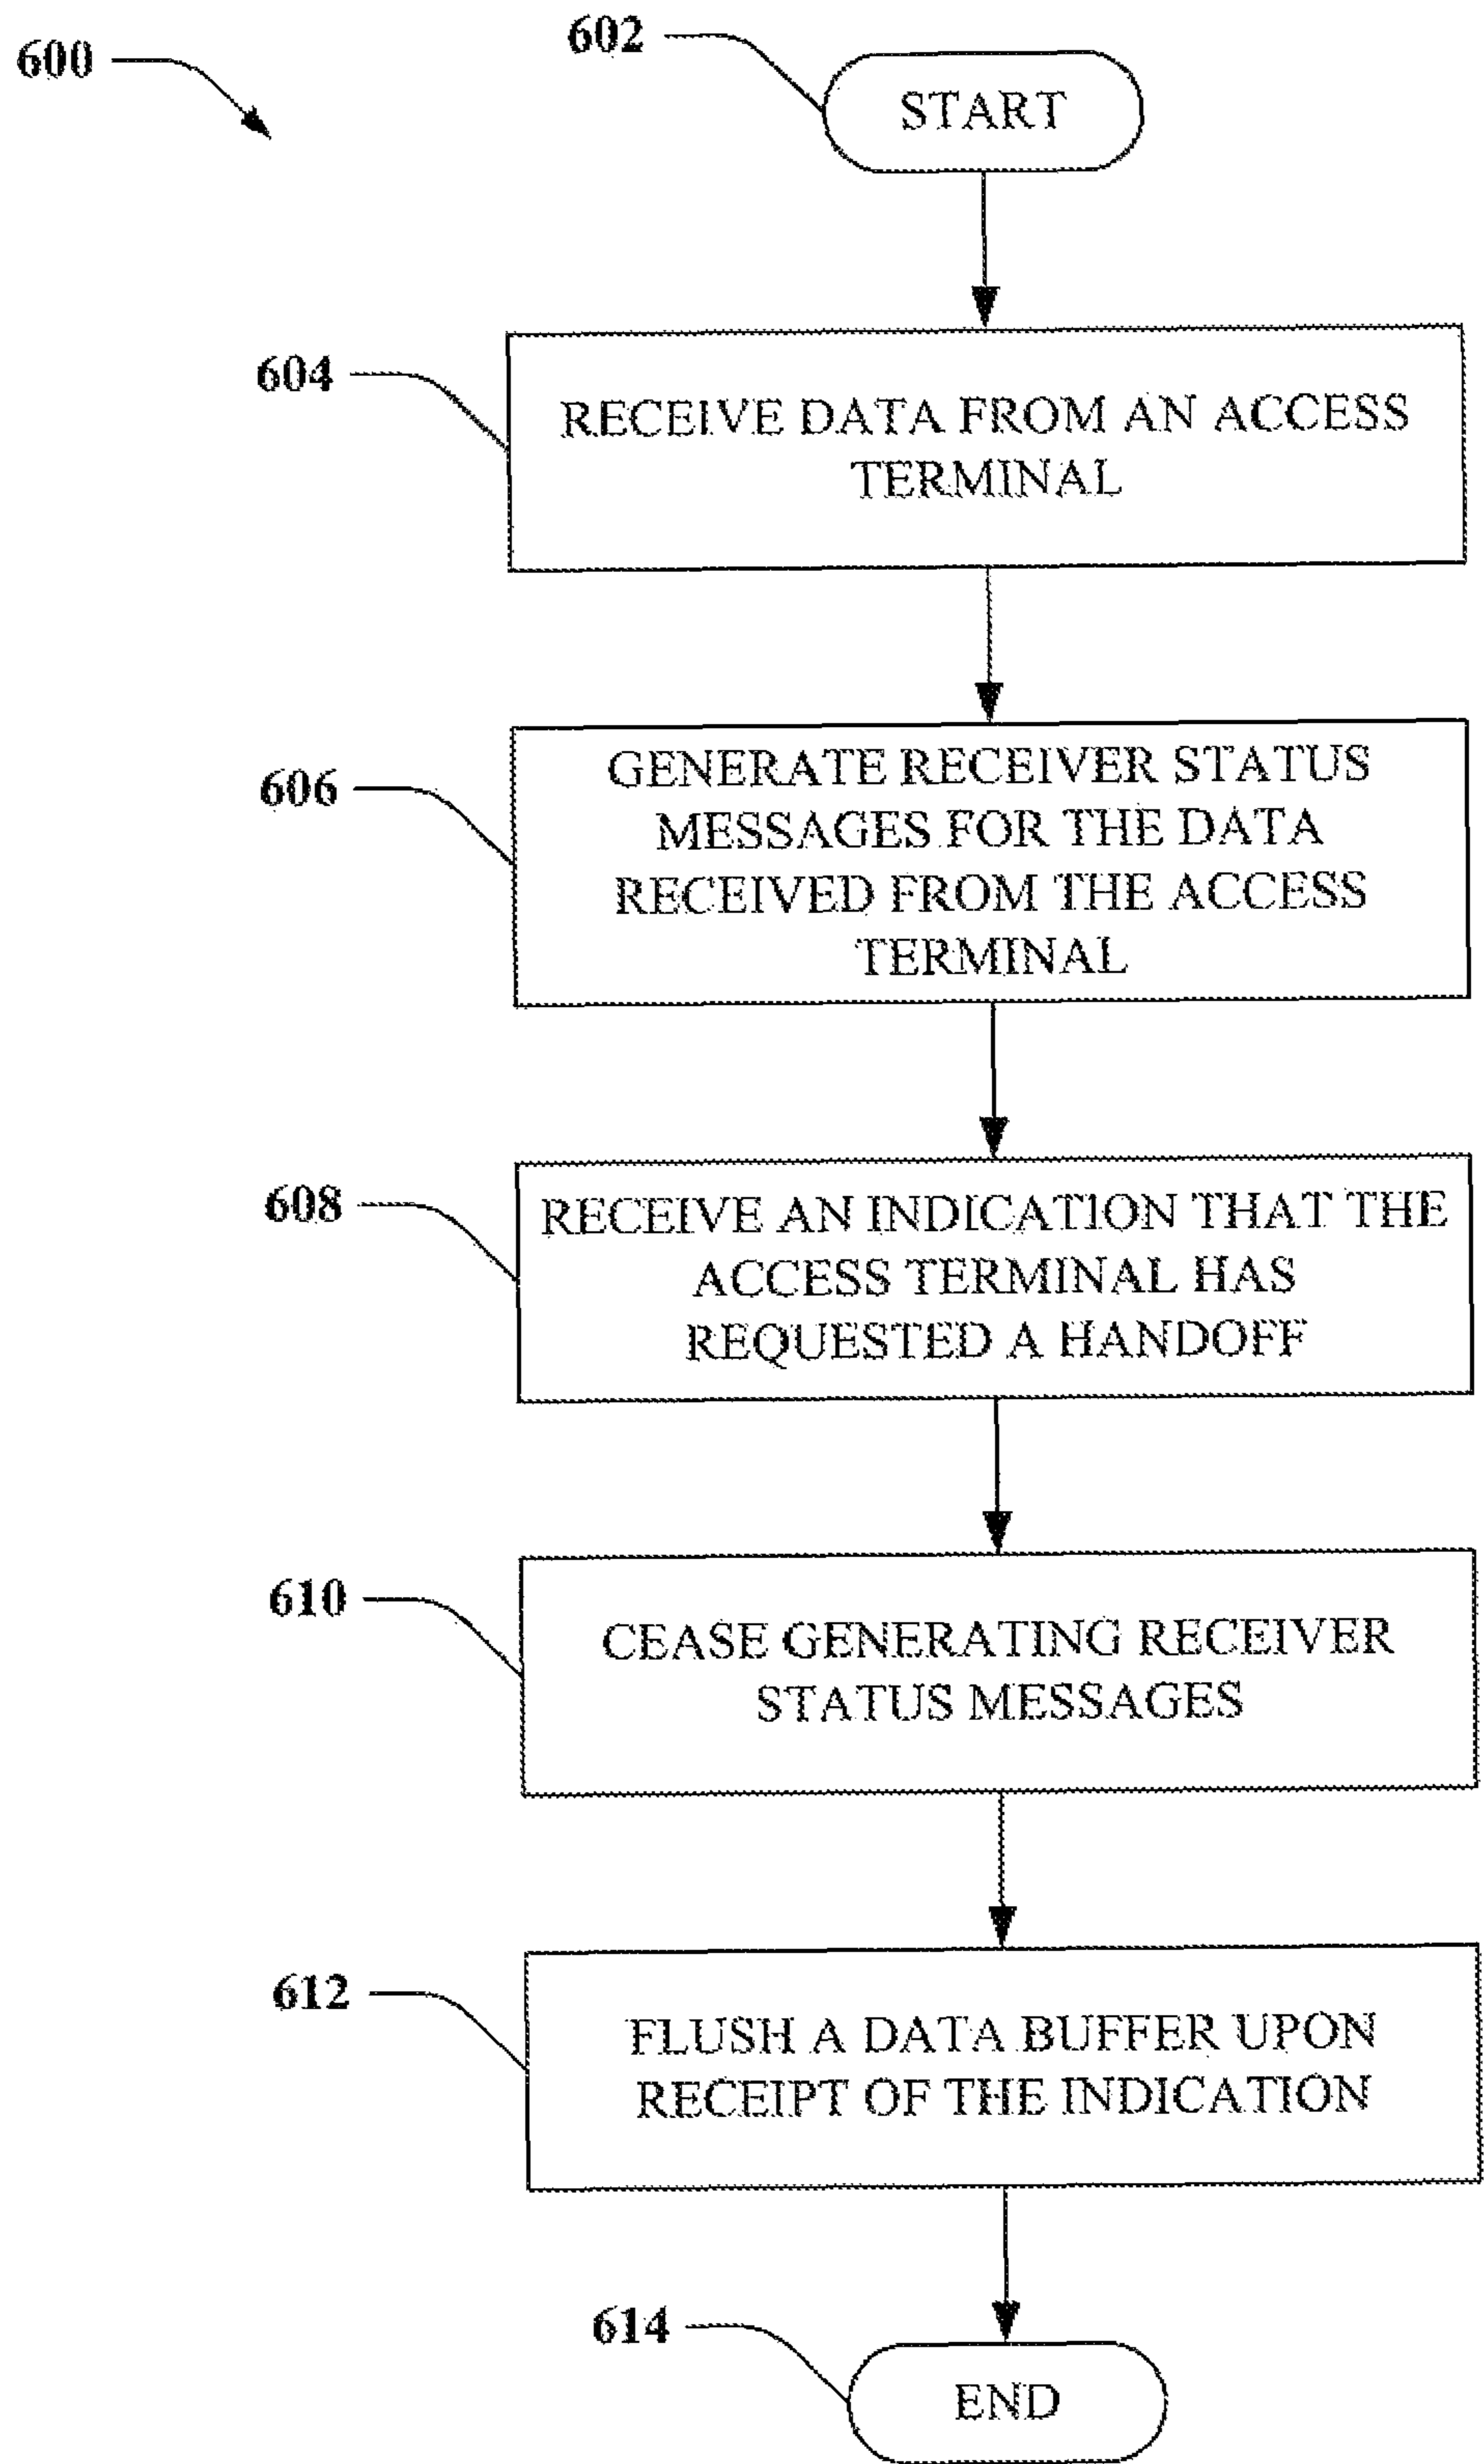 600
602
START
604
RECEIVE DATA FROM AN ACCESS
TERMINAL
606
GENERATE RECEIVER STATUS
MESSAGES FOR THE DATA
RECEIVED FROM THE ACCESS
TERMINAL
608
RECEIVE AN INDICATION THAT THE
ACCESS TERMINAL HAS
REQUESTED A HANDOFF
610
CEASE GENERATING RECEIVER
STATUS MESSAGES
612
FLUSH A DATA BUFFER UPON
RECEIPT OF THE INDICATION
614
END